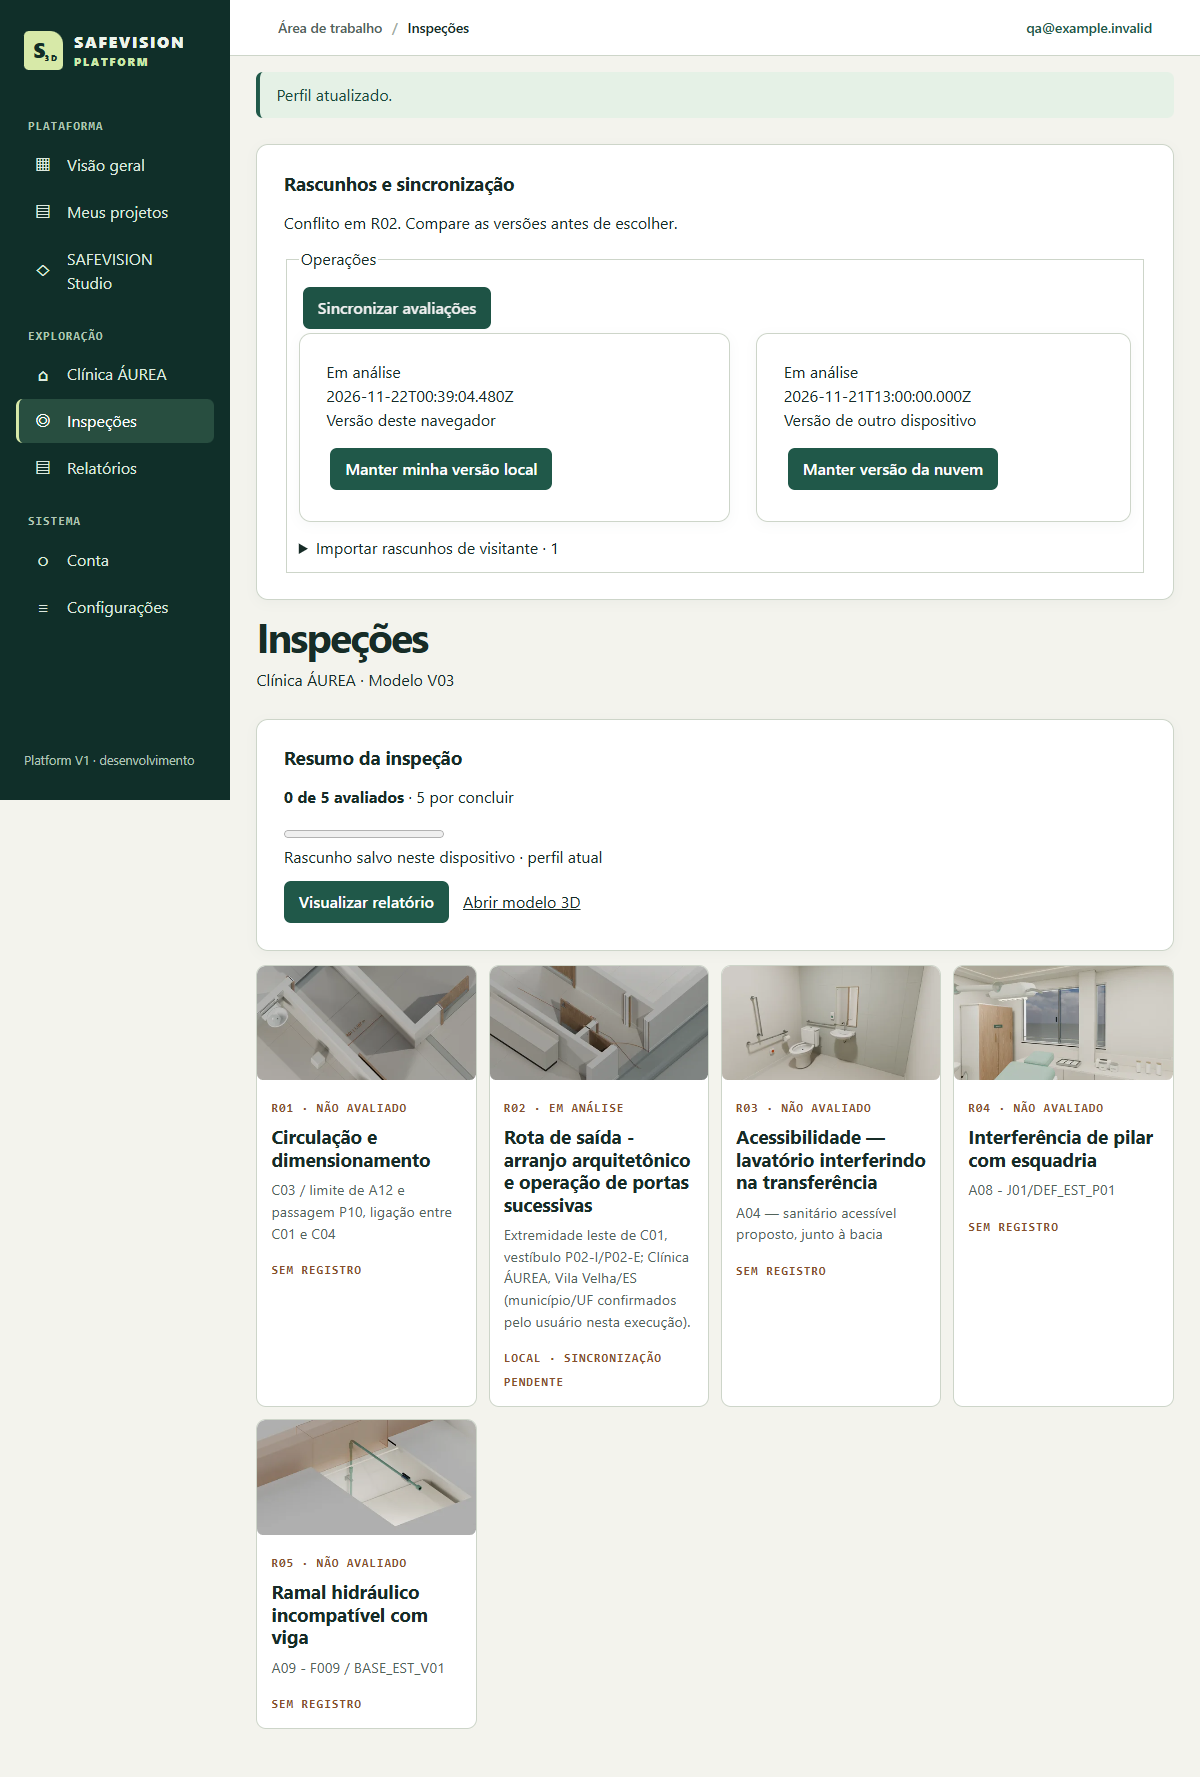 S3D
SAFEVISION
PLATFORM
PLATAFORMA
Visão geral
Meus projetos
SAFEVISION
Studio
EXPLORAÇÃO
Clínica ÁUREA
Inspeções
Relatórios
SISTEMA
Conta
Configurações
Platform V1 · desenvolvimento
Área de trabalho / Inspeções
qa@example.invalid
Perfil atualizado.
Rascunhos e sincronização
Conflito em R02. Compare as versões antes de escolher.
Operações
Sincronizar avaliações
Em análise
2026-11-22T00:39:04.480Z
Versão deste navegador
Manter minha versão local
Em análise
2026-11-21T13:00:00.000Z
Versão de outro dispositivo
Manter versão da nuvem
Importar rascunhos de visitante · 1
Inspeções
Clínica ÁUREA · Modelo V03
Resumo da inspeção
0 de 5 avaliados · 5 por concluir
Rascunho salvo neste dispositivo · perfil atual
Visualizar relatório
Abrir modelo 3D
R01 · NÃO AVALIADO
Circulação e
dimensionamento
C03 / limite de A12 e
passagem P10, ligação entre
C01 e C04
SEM REGISTRO
R02 · EM ANÁLISE
Rota de saída -
arranjo arquitetônico
e operação de portas
sucessivas
Extremidade leste de C01,
vestíbulo P02-I/P02-E; Clínica
ÁUREA, Vila Velha/ES
(município/UF confirmados
pelo usuário nesta execução).
LOCAL · SINCRONIZAÇÃO
PENDENTE
R03 · NÃO AVALIADO
Acessibilidade —
lavatório interferindo
na transferência
A04 — sanitário acessível
proposto, junto à bacia
SEM REGISTRO
R04 · NÃO AVALIADO
Interferência de pilar
com esquadria
A08 - J01/DEF_EST_P01
SEM REGISTRO
R05 · NÃO AVALIADO
Ramal hidráulico
incompatível com
viga
A09 - F009 / BASE_EST_V01
SEM REGISTRO